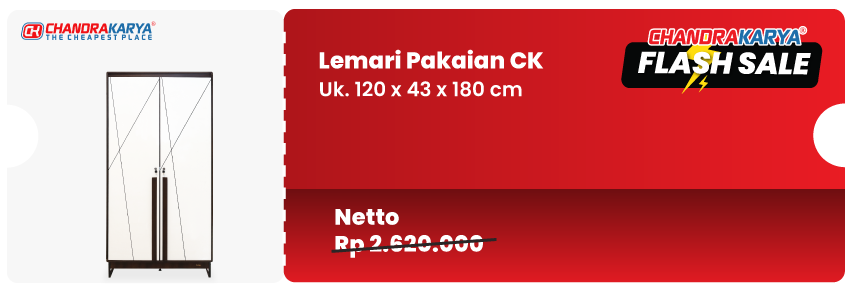 CHANDRAKARYA®
THE CHEAPEST PLACE
Lemari Pakaian CK
Uk. 120 x 43 x 180 cm
CHANDRAKARYA®
FLASH SALE
Netto
Rp 2.620.000